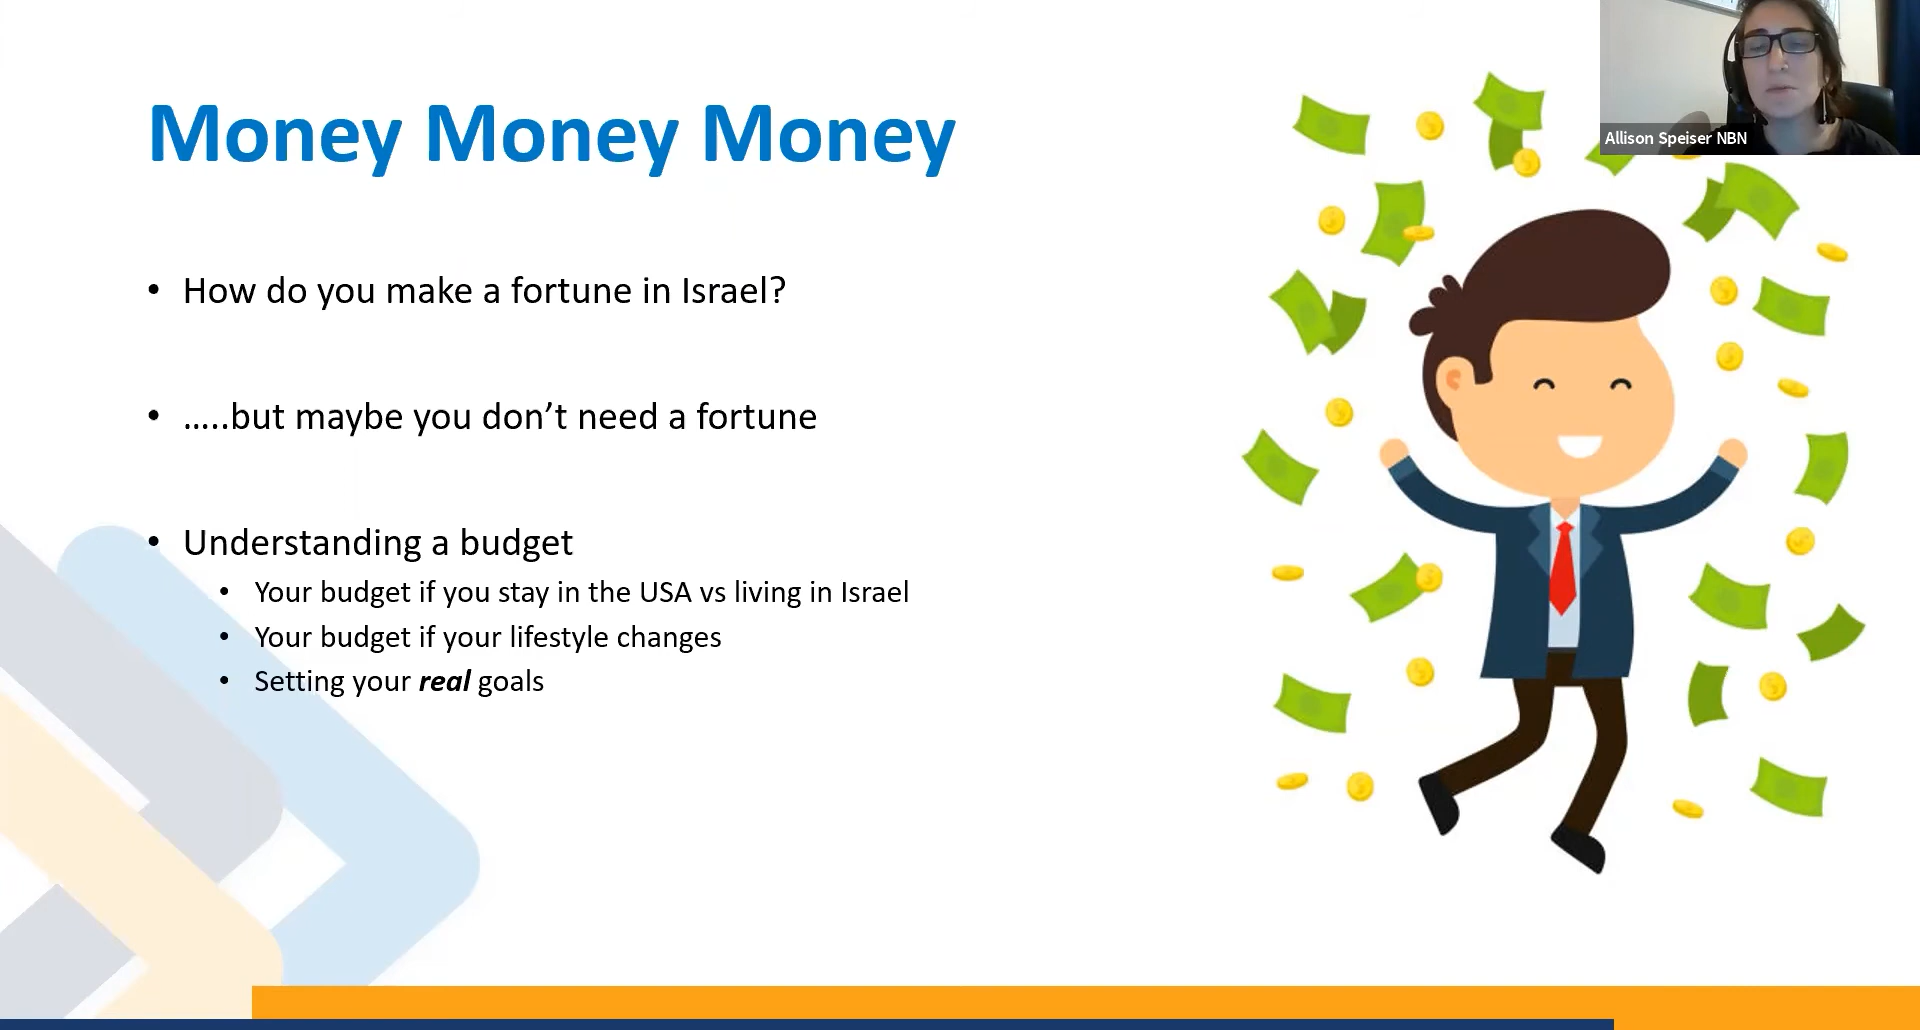 Money Money Money
• How do you make a fortune in Israel?
• .....but maybe you don’t need a fortune
• Understanding a budget
• Your budget if you stay in the USA vs living in Israel
• Your budget if your lifestyle changes
• Setting your real goals
Allison Speiser NBN